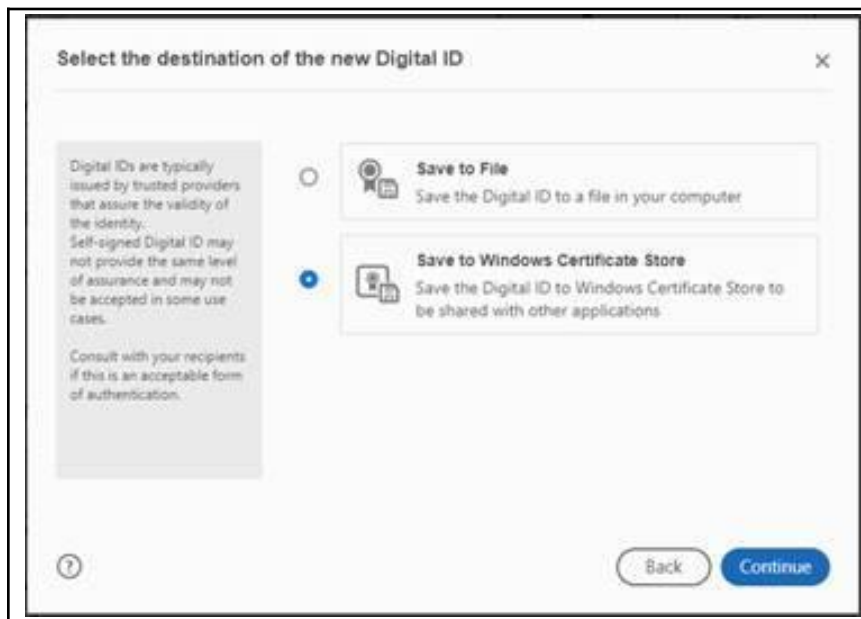 Select the destination of the new Digital ID
Digital IDs are typically
issued by trusted providers
that assure the validity of
the identity.
Self-signed Digital ID may
not provide the same level
of assurance and may not
be accepted in some use
cases.
Consult with your recipients
if this is an acceptable form
of authentication.
Save to File
Save the Digital ID to a file in your computer
Save to Windows Certificate Store
Save the Digital ID to Windows Certificate Store to
be shared with other applications
?
Back
Continue